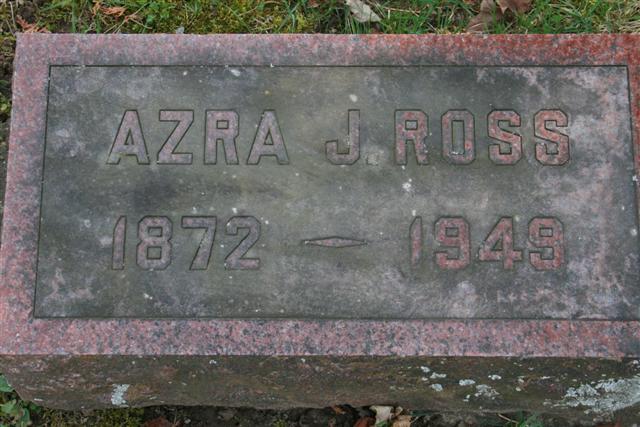 AZRA J. ROSS
1872 — 1949